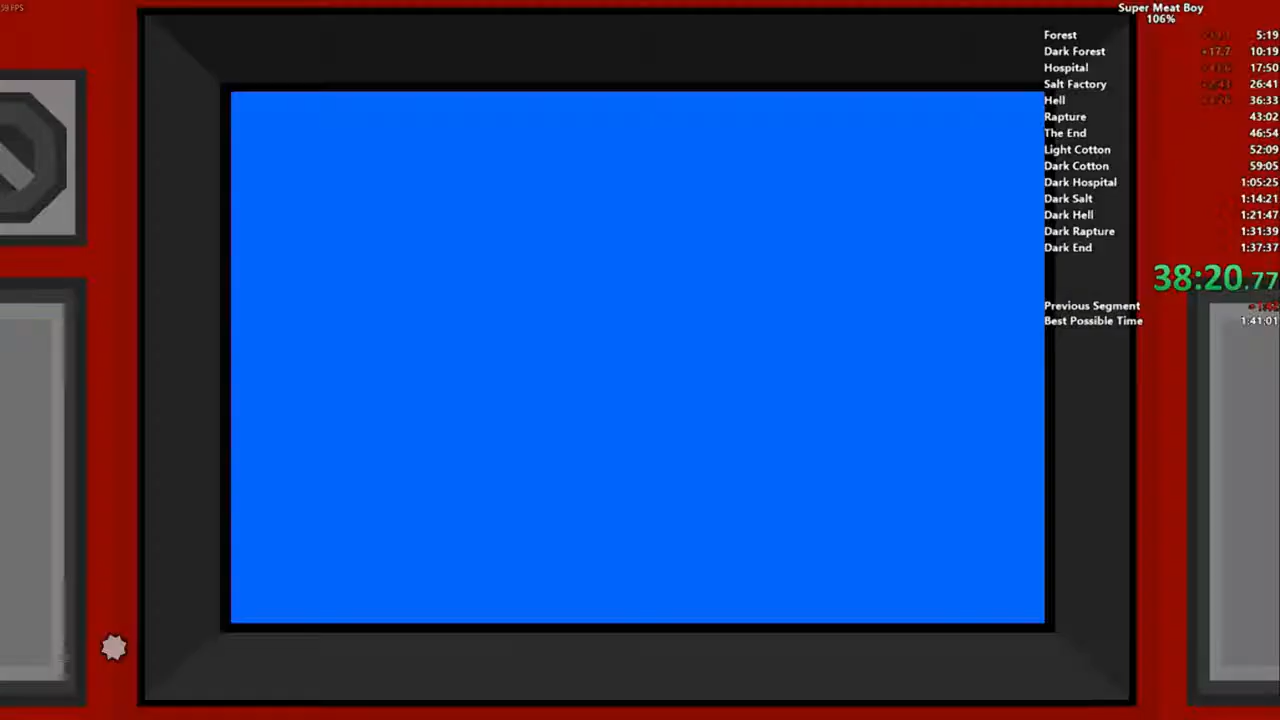 59 FPS
Super Meat Boy
106%
Forest 5:19
Dark Forest +17.7 10:19
Hospital 17:50
Salt Factory 26:41
Hell 36:33
Rapture 43:02
The End 46:54
Light Cotton 52:09
Dark Cotton 59:05
Dark Hospital 1:05:25
Dark Salt 1:14:21
Dark Hell 1:21:47
Dark Rapture 1:31:39
Dark End 1:37:37
38:20.77
Previous Segment
Best Possible Time 1:41:01